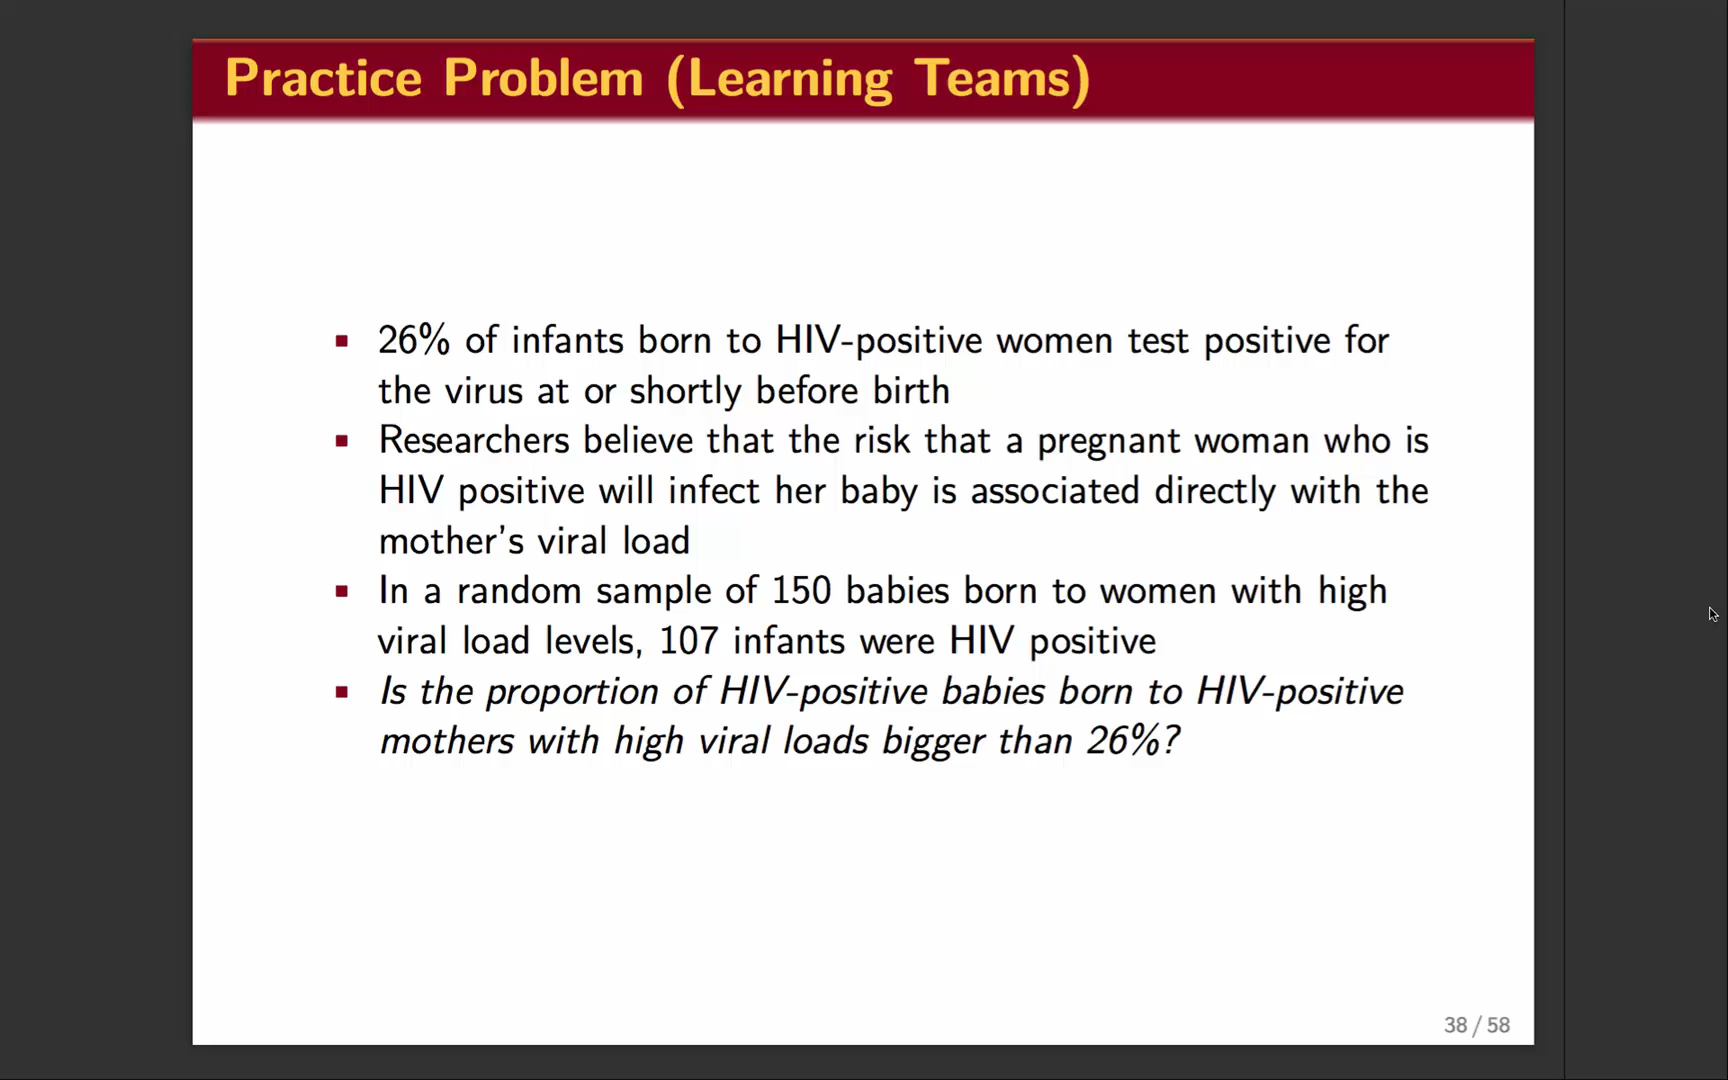 Practice Problem (Learning Teams)
26% of infants born to HIV-positive women test positive for
the virus at or shortly before birth
Researchers believe that the risk that a pregnant woman who is
HIV positive will infect her baby is associated directly with the
mother's viral load
In a random sample of 150 babies born to women with high
viral load levels, 107 infants were HIV positive
Is the proportion of HIV-positive babies born to HIV-positive
mothers with high viral loads bigger than 26%?
38 / 58